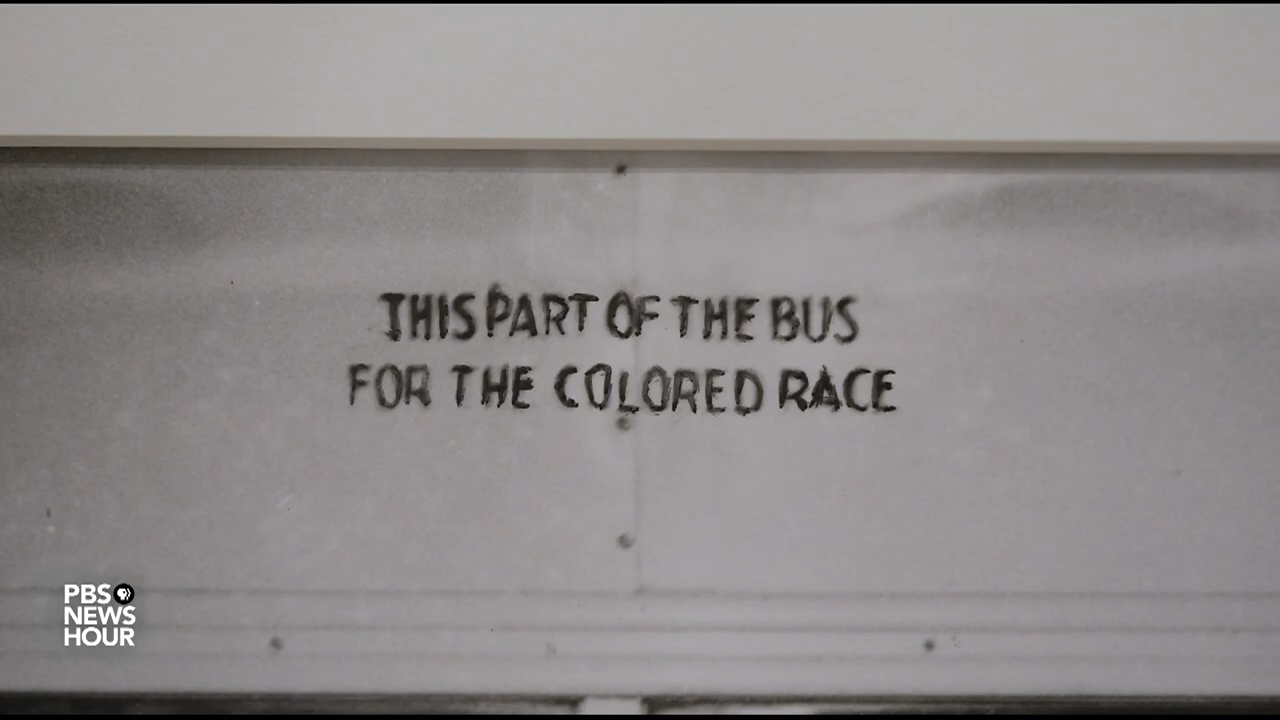 THIS PART OF THE BUS
FOR THE COLORED RACE
PBS
NEWS
HOUR